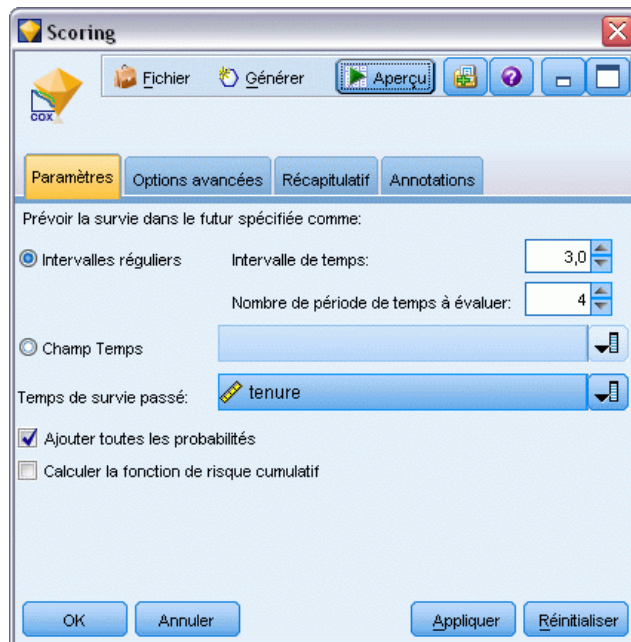 Scoring
COX
Fichier Générer Aperçu
Paramètres Options avancées Récapitulatif Annotations
Prévoir la survie dans le futur spécifiée comme:
Intervalles réguliers Intervalle de temps: 3,0
Nombre de période de temps à évaluer: 4
Champ Temps
Temps de survie passé: tenure
Ajouter toutes les probabilités
Calculer la fonction de risque cumulatif
OK Annuler Appliquer Réinitialiser